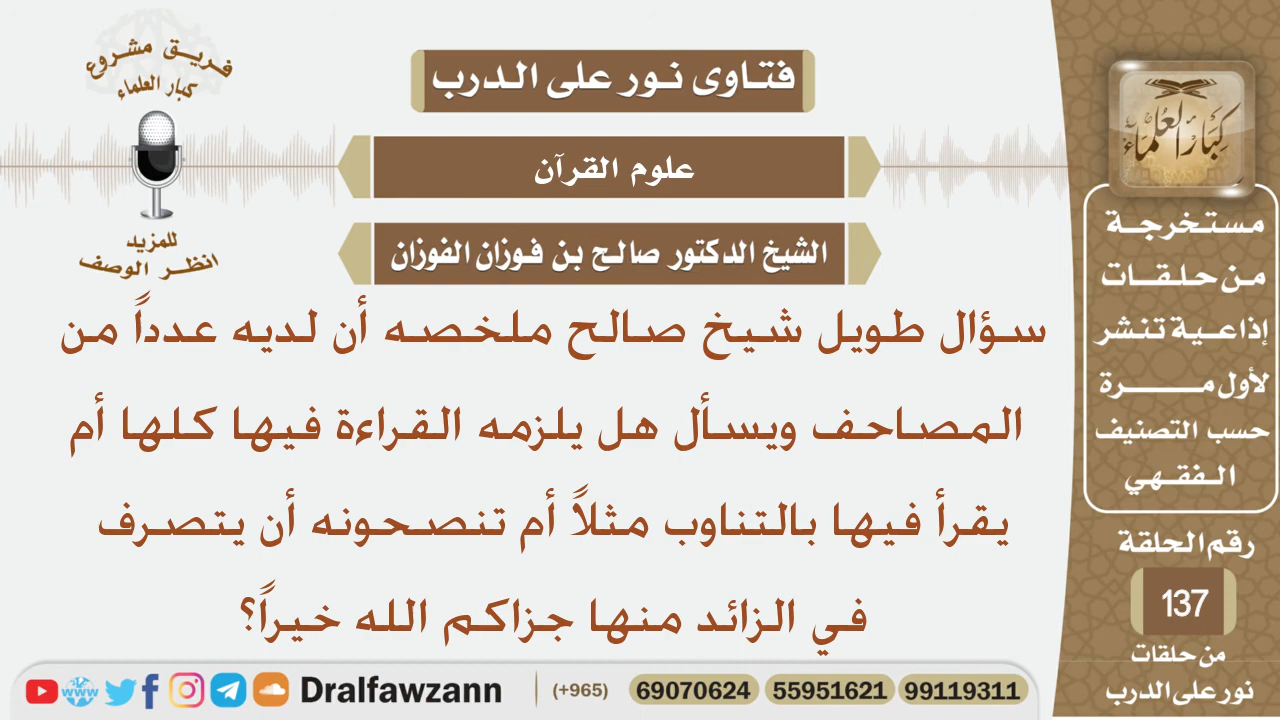 فريق مشروع
كبار العلماء
للمزيد
انظر الوصف
فتاوى نور على الدرب
علوم القرآن
الشيخ الدكتور صالح بن فوزان الفوزان
سؤال طويل شيخ صالح ملخصه أن لديه عدداً من
المصاحف ويسأل هل يلزمه القراءة فيها كلها أم
يقرأ فيها بالتناوب مثلاً أم تنصحونه أن يتصرف
في الزائد منها جزاكم الله خيراً؟
كبار العلماء
مستخرجة
من حلقات
إذاعية تنشر
لأول مرة
حسب التصنيف
الفقهي
رقم الحلقة
137
من حلقات
نور على الدرب
www Dralfawzann (+965) 69070624 55951621 99119311